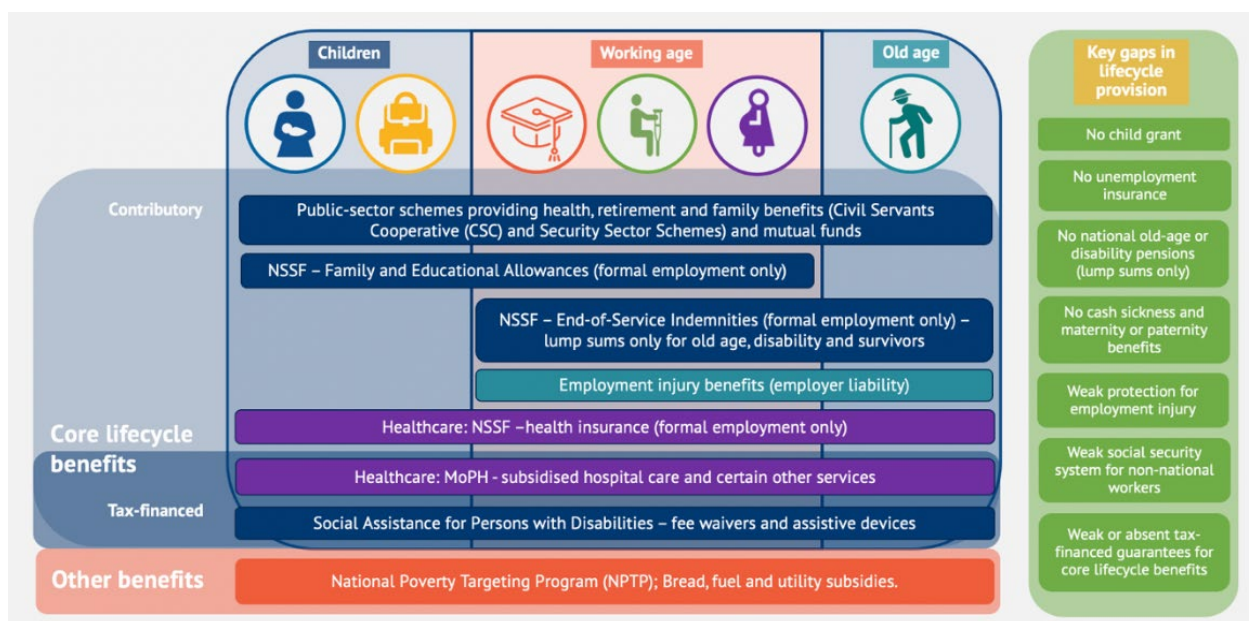 Children
Working age
Old age
Contributory
Public-sector schemes providing health, retirement and family benefits (Civil Servants
Cooperative (CSC) and Security Sector Schemes) and mutual funds
NSSF – Family and Educational Allowances (formal employment only)
NSSF – End-of-Service Indemnities (formal employment only) –
lump sums only for old age, disability and survivors
Employment injury benefits (employer liability)
Core lifecycle
benefits
Healthcare: NSSF –health insurance (formal employment only)
Healthcare: MoPH - subsidised hospital care and certain other services
Tax-financed
Social Assistance for Persons with Disabilities – fee waivers and assistive devices
Other benefits
National Poverty Targeting Program (NPTP); Bread, fuel and utility subsidies.
Key gaps in
lifecycle
provision
No child grant
No unemployment
insurance
No national old-age or
disability pensions
(lump sums only)
No cash sickness and
maternity or paternity
benefits
Weak protection for
employment injury
Weak social security
system for non-national
workers
Weak or absent tax-
financed guarantees for
core lifecycle benefits